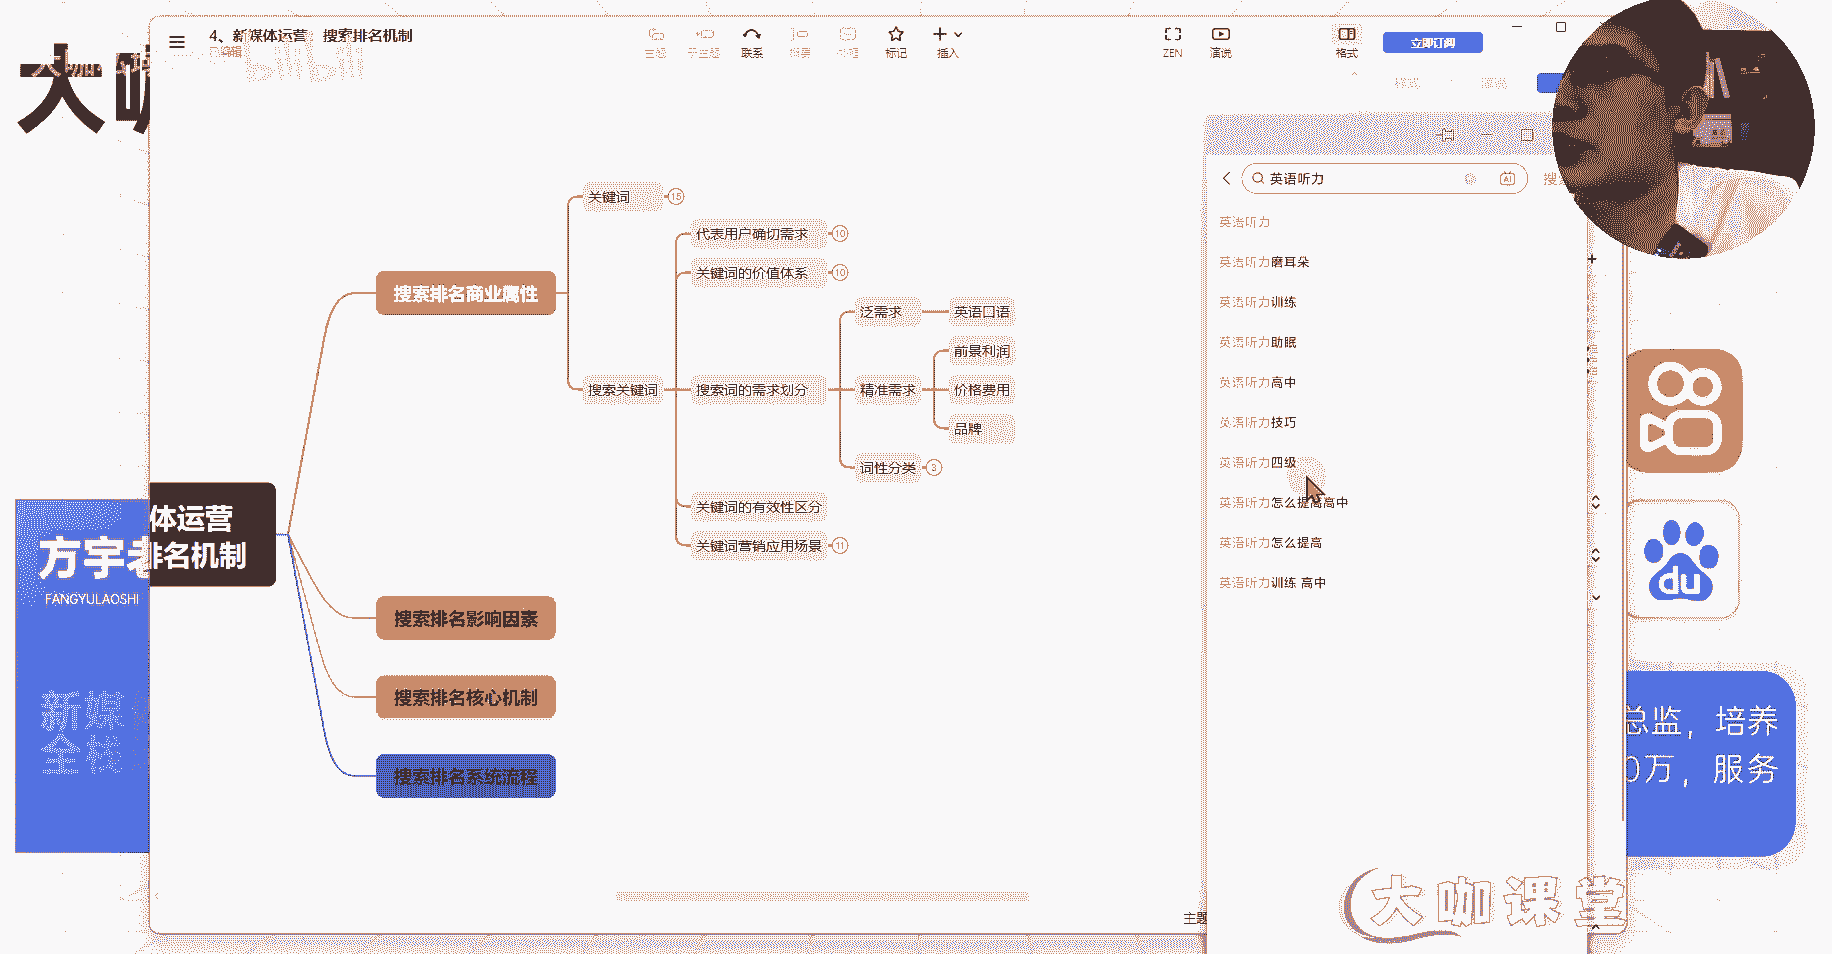 大咖
4、新媒体运营 搜索排名机制
已编辑
bilibili
主题
子主题
联系
概要
外框
标记
插入
ZEN
演说
格式
立即订阅
英语听力
AI
英语听力
英语听力磨耳朵
英语听力训练
英语听力助眠
英语听力高中
英语听力技巧
英语听力四级
英语听力怎么提高高中
英语听力怎么提高
英语听力训练 高中
关键词
15
代表用户确切需求
10
关键词的价值体系
10
搜索排名商业属性
泛需求
英语口语
前景利润
搜索关键词
搜索词的需求划分
精准需求
价格费用
品牌
词性分类
3
关键词的有效性区分
关键词营销应用场景
11
体运营
排名机制
搜索排名影响因素
搜索排名核心机制
搜索排名系统流程
方宇老
FANGYULAOSHI
新媒
全栈
du
总监，培养
0万，服务
主题
大咖课堂